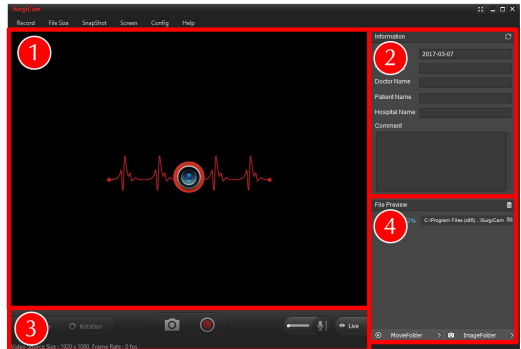 SurgiCam
Record File Size SnapShot Screen Config Help
1
Information
2
2017-03-07
Doctor Name
Patient Name
Hospital Name
Comment
File Preview
4
2% C:\Program Files (x86)...\SurgiCam
3
Rotation
Live
MovieFolder > ImageFolder >
Video Source Size : 1920 x 1080, Frame Rate : 0 fps